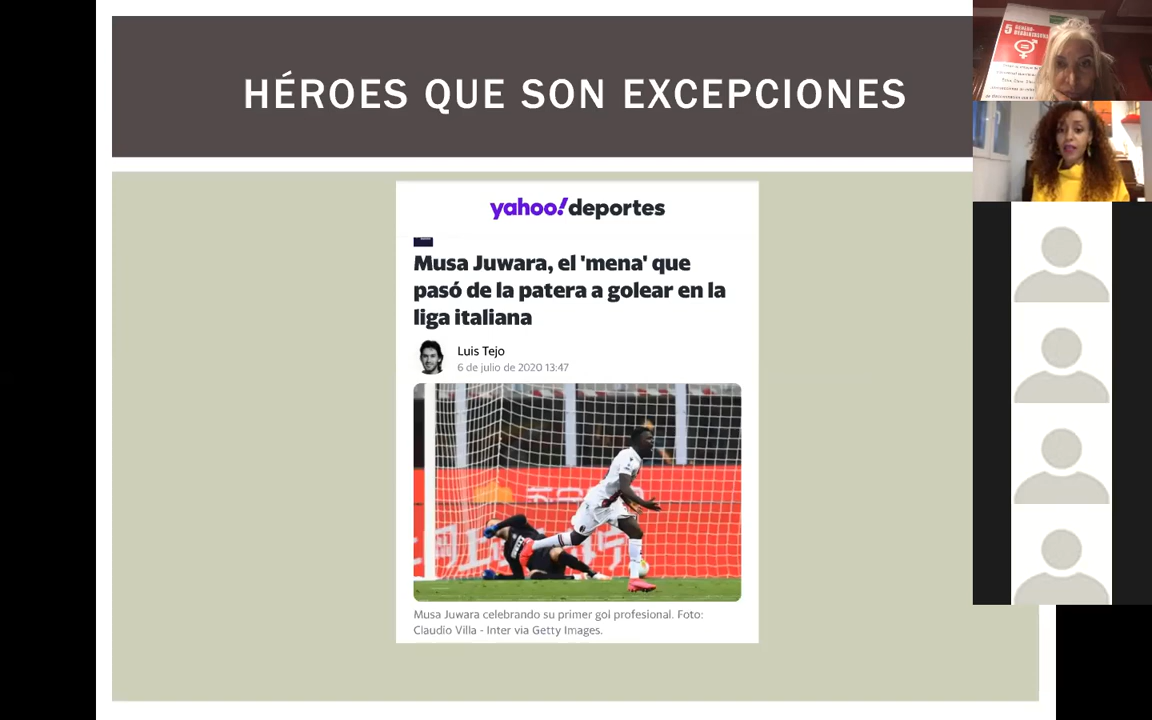 HÉROES QUE SON EXCEPCIONES
yahoo!deportes
Musa Juwara, el 'mena' que
pasó de la patera a golear en la
liga italiana
Luis Tejo
6 de julio de 2020 13:47
Musa Juwara celebrando su primer gol profesional. Foto:
Claudio Villa - Inter via Getty Images.
5